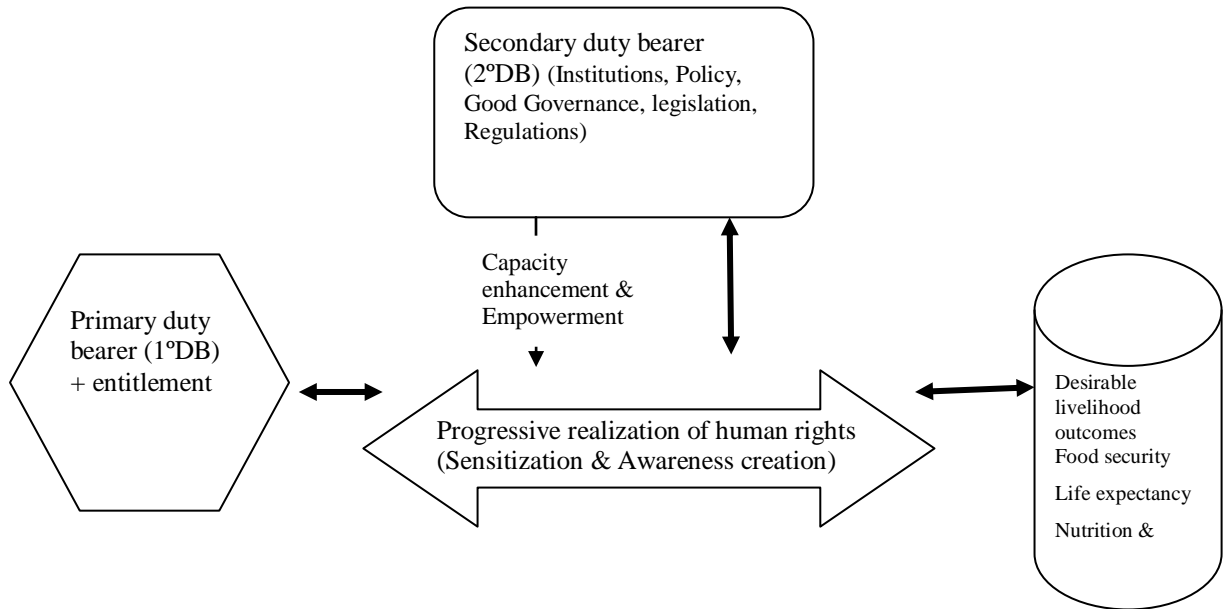 Secondary duty bearer
(2ºDB) (Institutions, Policy,
Good Governance, legislation,
Regulations)
Capacity
enhancement &
Empowerment
Primary duty
bearer (1ºDB)
+ entitlement
Progressive realization of human rights
(Sensitization & Awareness creation)
Desirable
livelihood
outcomes
Food security
Life expectancy
Nutrition &